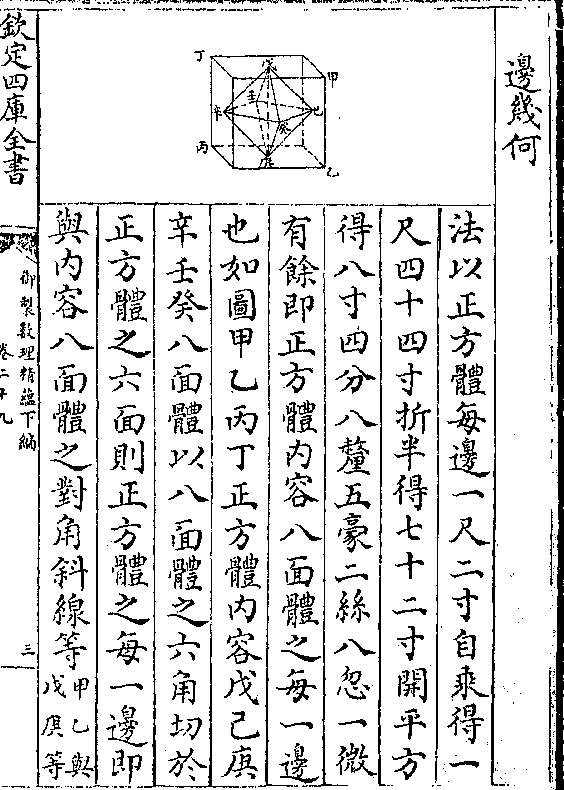 邊幾何
法以正方體每邊一尺二寸自乘得一
尺四十四寸折半得七十二寸開平方
得八寸四分八釐五豪二絲八忽一微
有餘即正方體内容八面體之每一邊
也如圖甲乙丙丁正方體内容戊己庚
辛壬癸八面體以八面體之六角切於
正方體之六面則正方體之每一邊即
與内容八面體之對角斜線等甲乙與
戊庚等
丁
甲
戊
壬
辛
己
癸
丙
庚
乙
欽定四庫全書
御製數理精蘊下編
卷二十九
三